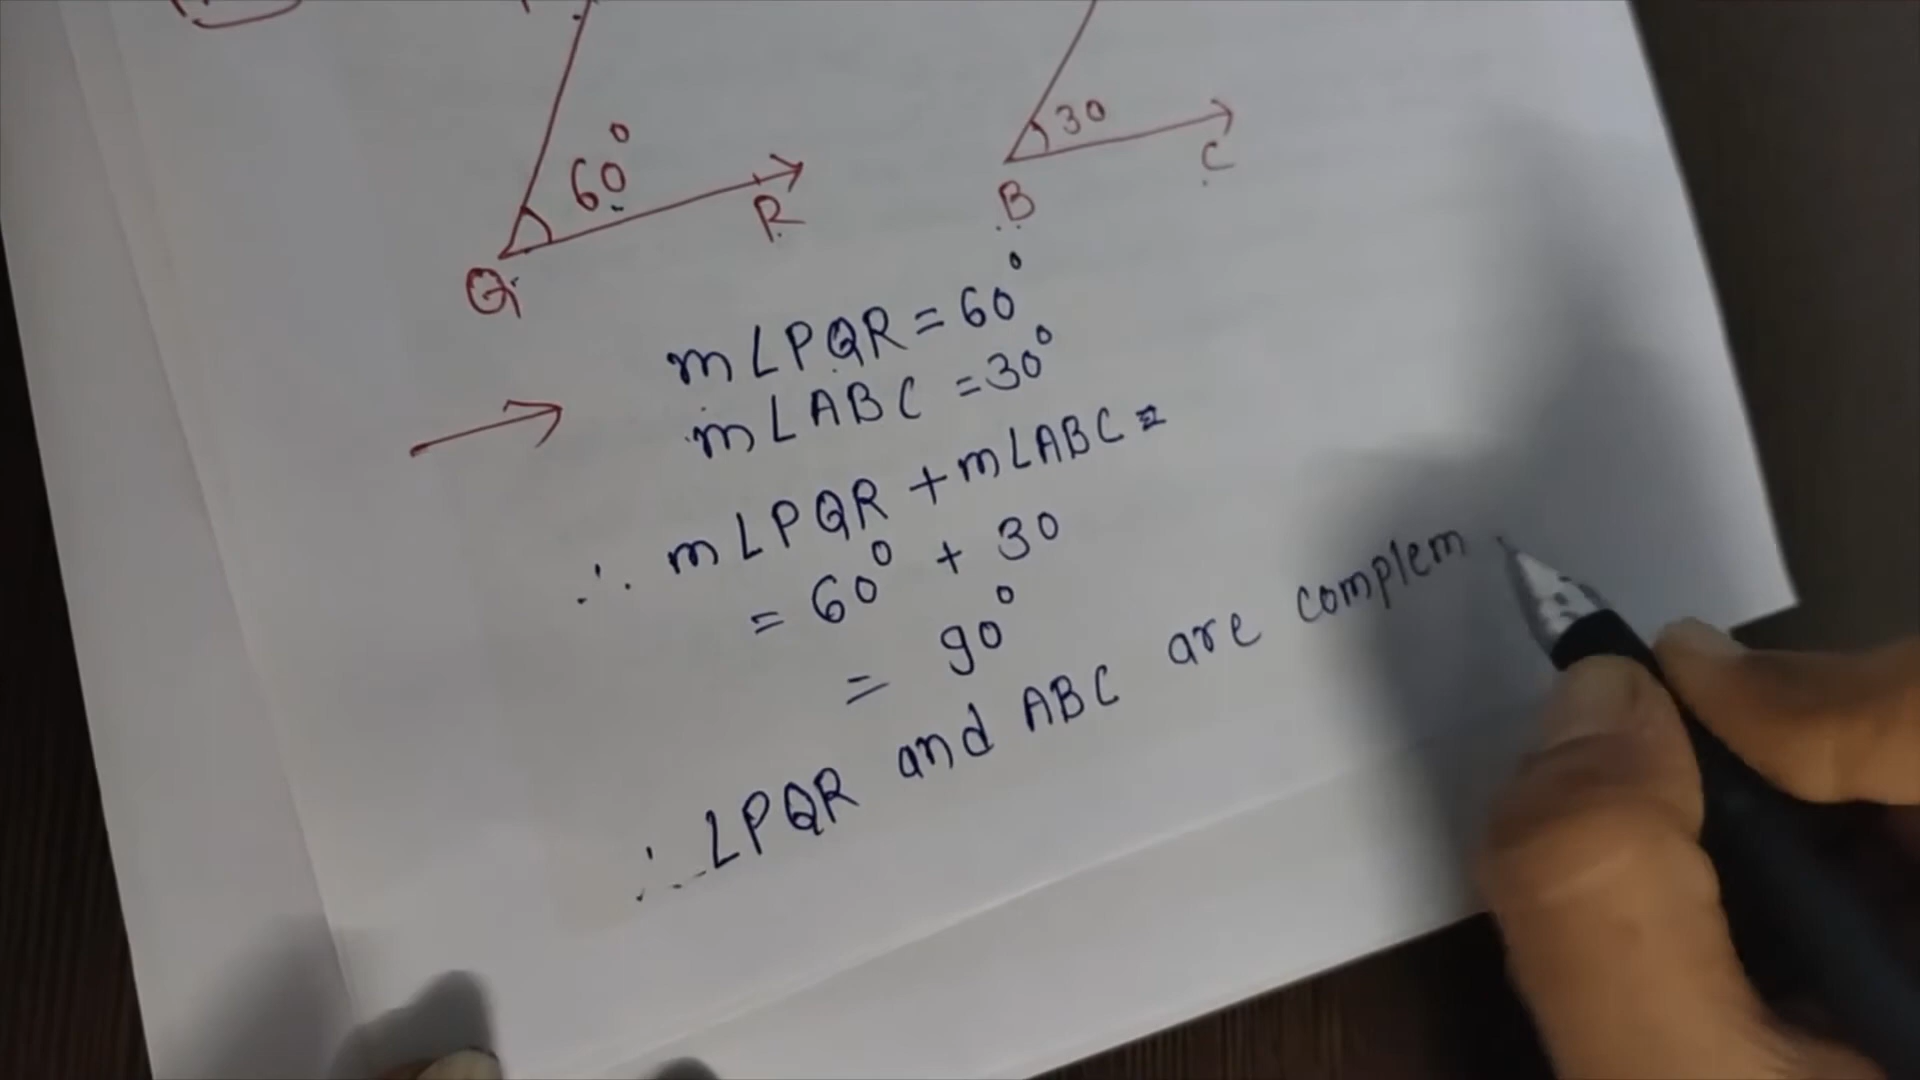 60°
R
Q
30
C
B
m∠PQR = 60°
m∠ABC = 30°
∴ m∠PQR + m∠ABC =
= 60° + 30
= 90°
∴ ∠PQR and ABC are complem